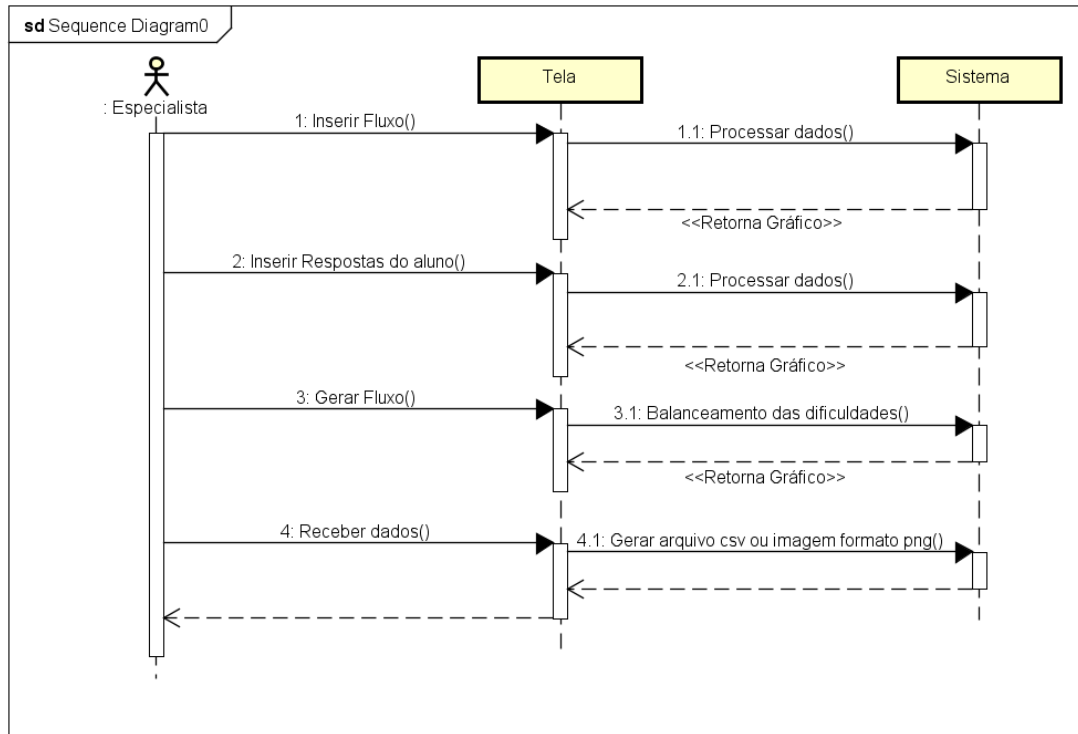 sd Sequence Diagram0
: Especialista
Tela
Sistema
1: Inserir Fluxo()
1.1: Processar dados()
<<Retorna Gráfico>>
2: Inserir Respostas do aluno()
2.1: Processar dados()
<<Retorna Gráfico>>
3: Gerar Fluxo()
3.1: Balanceamento das dificuldades()
<<Retorna Gráfico>>
4: Receber dados()
4.1: Gerar arquivo csv ou imagem formato png()